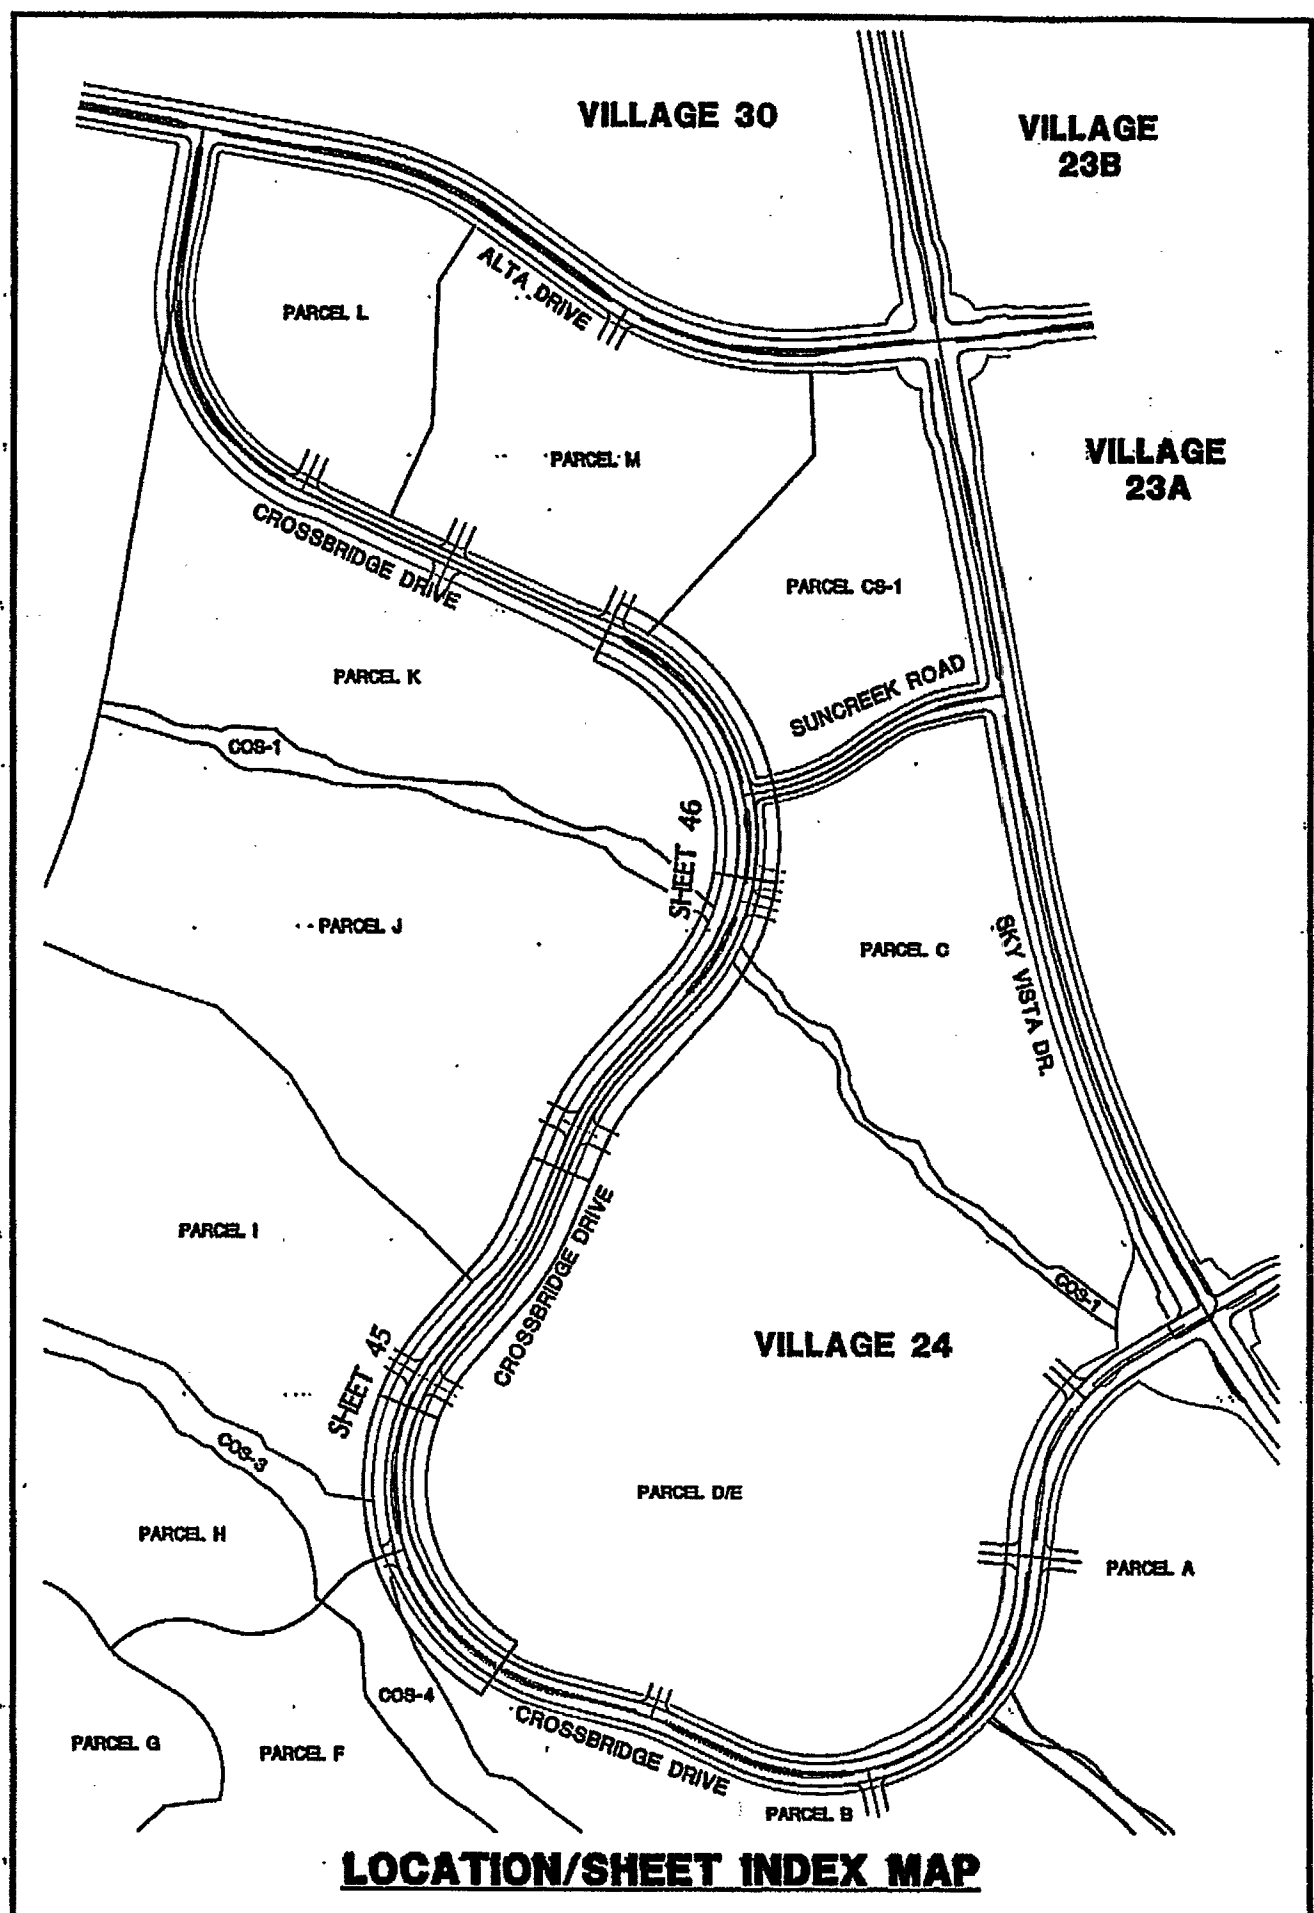 VILLAGE 30
VILLAGE
23B
ALTA DRIVE
PARCEL L
VILLAGE
23A
PARCEL M
CROSSBRIDGE DRIVE
PARCEL CS-1
PARCEL K
SUNCREEK ROAD
COS-1
SHEET 46
PARCEL J
PARCEL C
SKY VISTA DR.
PARCEL I
CROSSBRIDGE DRIVE
COS-1
VILLAGE 24
SHEET 45
COS-3
PARCEL D/E
PARCEL H
PARCEL A
COS-4
PARCEL G
PARCEL F
CROSSBRIDGE DRIVE
PARCEL B
LOCATION/SHEET INDEX MAP